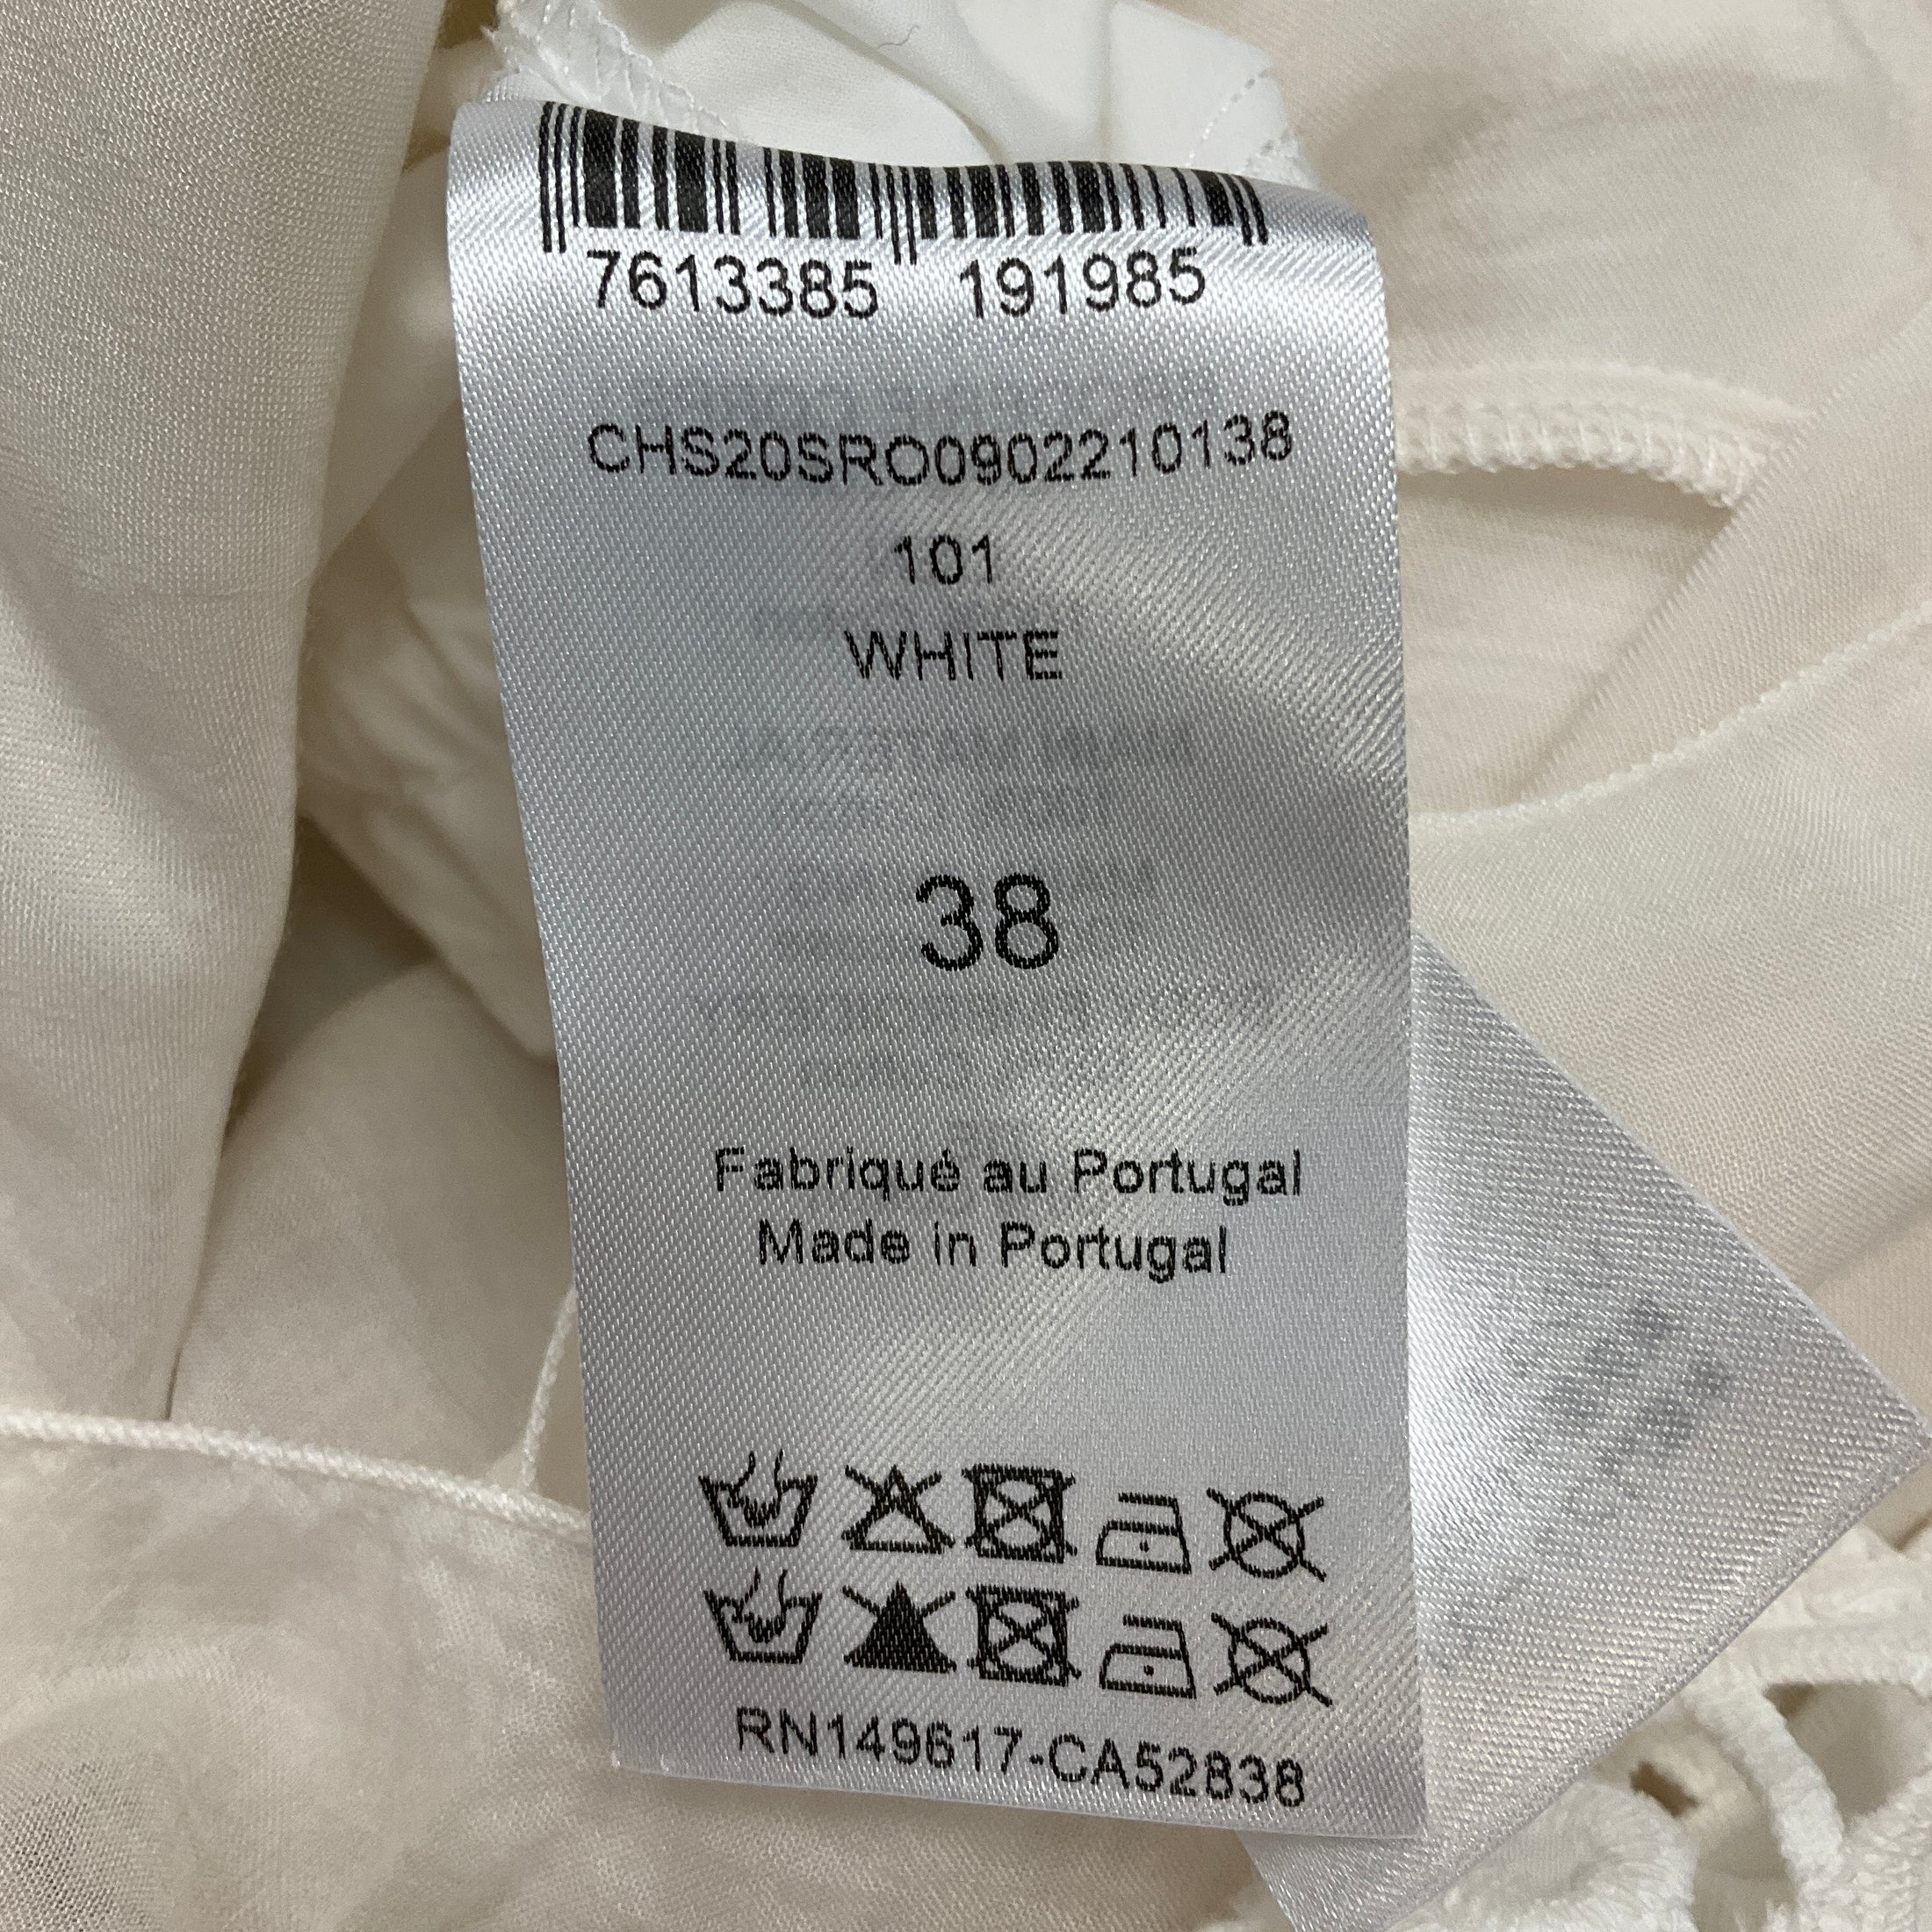 7613385 191985
CHS20SRO0902210138
101
WHITE
38
Fabriqué au Portugal
Made in Portugal
RN149617-CA52838